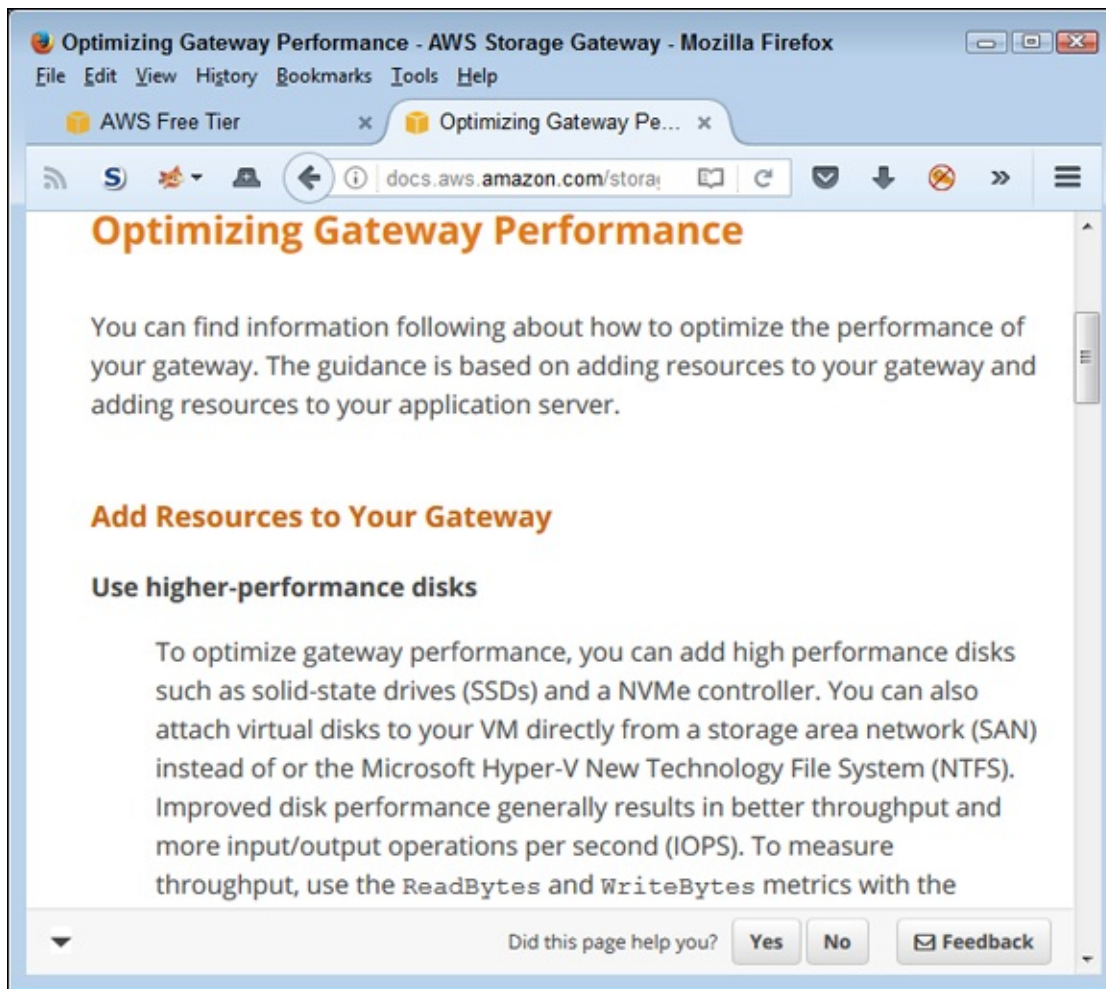 Optimizing Gateway Performance - AWS Storage Gateway - Mozilla Firefox
File Edit View History Bookmarks Tools Help
AWS Free Tier × Optimizing Gateway Pe... ×
S docs.aws.amazon.com/storag »
Optimizing Gateway Performance
You can find information following about how to optimize the performance of
your gateway. The guidance is based on adding resources to your gateway and
adding resources to your application server.
Add Resources to Your Gateway
Use higher-performance disks
To optimize gateway performance, you can add high performance disks
such as solid-state drives (SSDs) and a NVMe controller. You can also
attach virtual disks to your VM directly from a storage area network (SAN)
instead of or the Microsoft Hyper-V New Technology File System (NTFS).
Improved disk performance generally results in better throughput and
more input/output operations per second (IOPS). To measure
throughput, use the ReadBytes and WriteBytes metrics with the
Did this page help you? Yes No Feedback